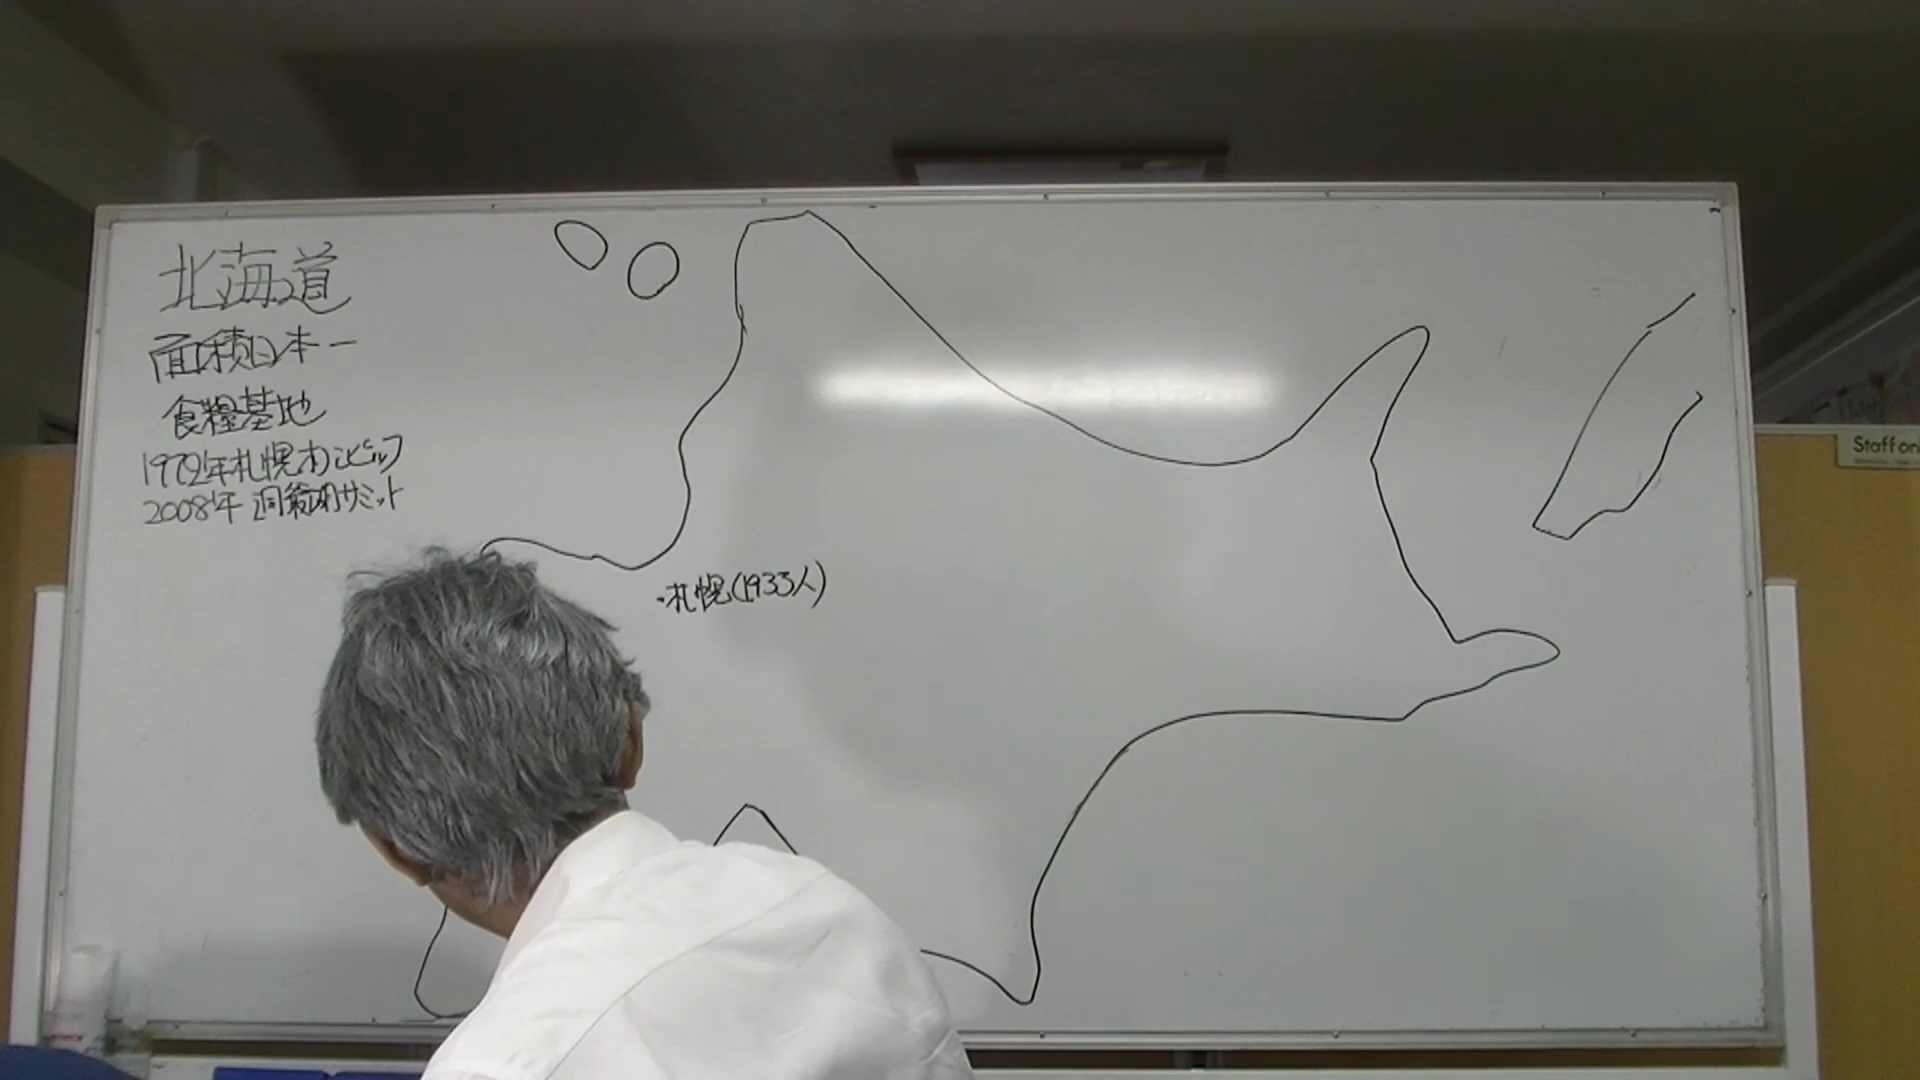 北海道
面積日本一
食糧基地
1972年札幌オリンピック
2008年 洞爺湖サミット
・札幌(1933人)
Staff on